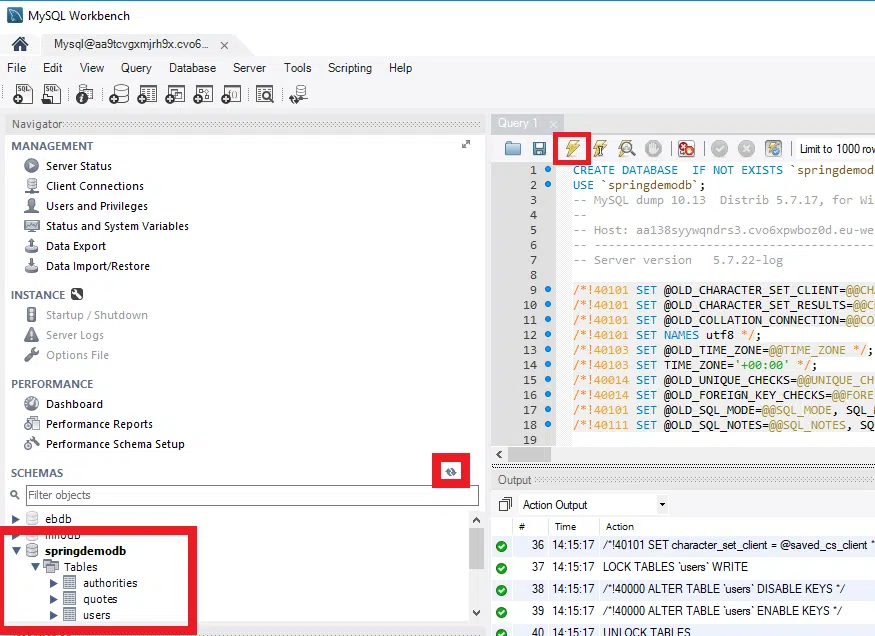 MySQL Workbench
Mysql@aa9tcvgxmjrh9x.cvo6...
File Edit View Query Database Server Tools Scripting Help
Navigator
MANAGEMENT
Server Status
Client Connections
Users and Privileges
Status and System Variables
Data Export
Data Import/Restore
INSTANCE
Startup / Shutdown
Server Logs
Options File
PERFORMANCE
Dashboard
Performance Reports
Performance Schema Setup
SCHEMAS
Filter objects
ebdb
innodb
springdemodb
Tables
authorities
quotes
users
Query 1
Limit to 1000 row
1 CREATE DATABASE  IF NOT EXISTS `springdemod
2 USE `springdemodb`;
3 -- MySQL dump 10.13  Distrib 5.7.17, for Wi
4 --
5 -- Host: aa138syywqndrs3.cvo6xpwboz0d.eu-we
6 -- ----------------------------------------
7 -- Server version   5.7.22-log
8
9 /*!40101 SET @OLD_CHARACTER_SET_CLIENT=@@CHA
10 /*!40101 SET @OLD_CHARACTER_SET_RESULTS=@@C
11 /*!40101 SET @OLD_COLLATION_CONNECTION=@@CO
12 /*!40101 SET NAMES utf8 */;
13 /*!40103 SET @OLD_TIME_ZONE=@@TIME_ZONE */;
14 /*!40103 SET TIME_ZONE='+00:00' */;
15 /*!40014 SET @OLD_UNIQUE_CHECKS=@@UNIQUE_CH
16 /*!40014 SET @OLD_FOREIGN_KEY_CHECKS=@@FORE
17 /*!40101 SET @OLD_SQL_MODE=@@SQL_MODE, SQL_M
18 /*!40111 SET @OLD_SQL_NOTES=@@SQL_NOTES, SQ
19
Output
Action Output
# Time Action
36 14:15:17 /*!40101 SET character_set_client = @saved_cs_client *
37 14:15:17 LOCK TABLES `users` WRITE
38 14:15:17 /*!40000 ALTER TABLE `users` DISABLE KEYS */
39 14:15:17 /*!40000 ALTER TABLE `users` ENABLE KEYS */
40 14:15:17 UNLOCK TABLES